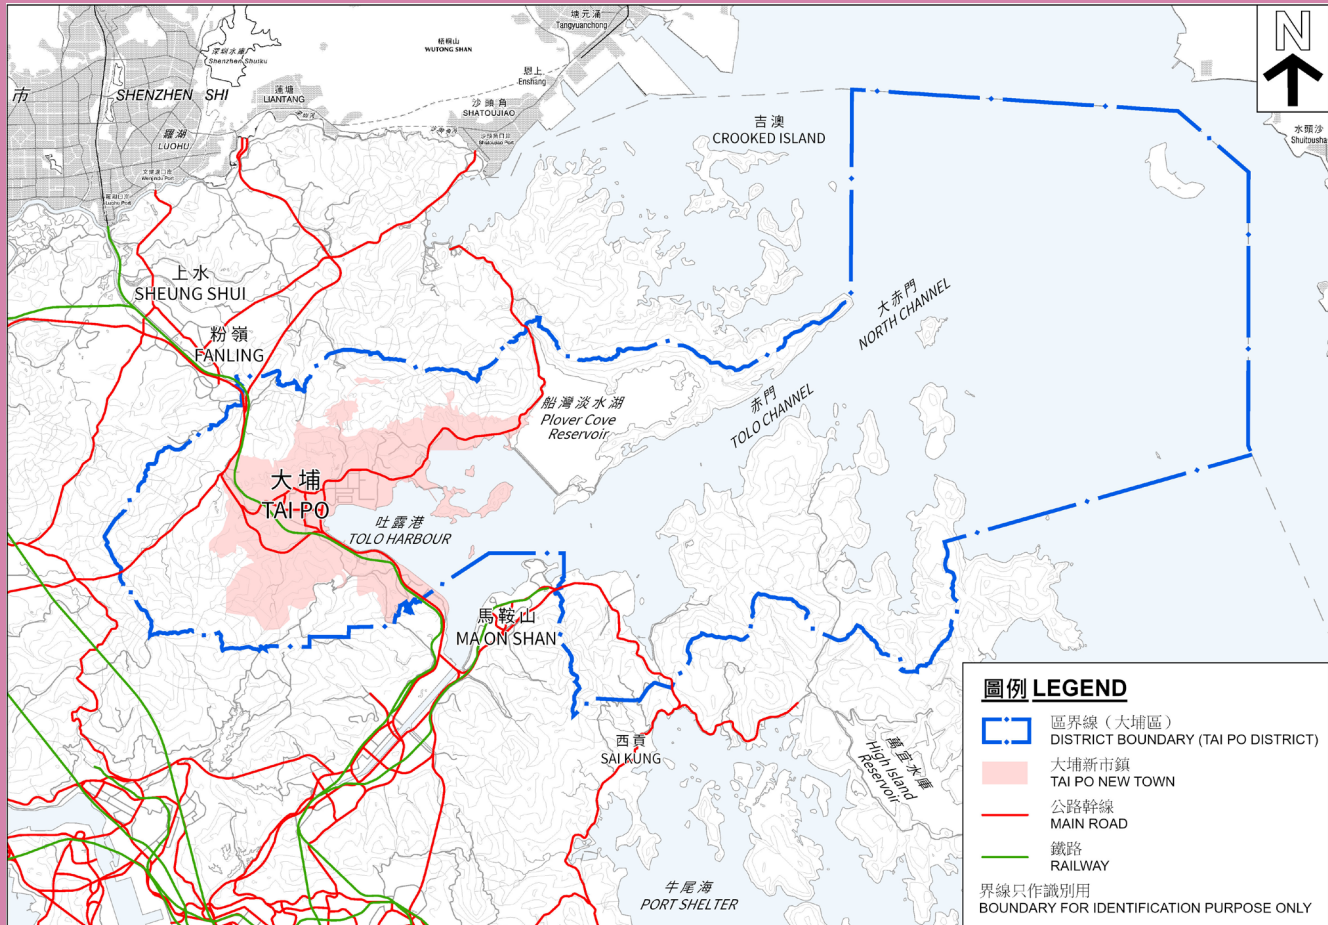 塘元涌
Tangyuanchong
梧桐山
WUTONG SHAN
深圳水庫
Shenzhen Shuiku
恩上
Enshang
N
市
SHENZHEN SHI
蓮塘
LIANTANG
沙頭角
SHATOUJIAO
吉澳
CROOKED ISLAND
水頭沙
Shuitousha
羅湖
LUOHU
上水
SHEUNG SHUI
大赤門
NORTH CHANNEL
粉嶺
FANLING
船灣淡水湖
Plover Cove
Reservoir
赤門
TOLO CHANNEL
大埔
TAI PO
吐露港
TOLO HARBOUR
馬鞍山
MA ON SHAN
西貢
SAI KUNG
萬宜水庫
High Island
Reservoir
牛尾海
PORT SHELTER
圖例 LEGEND
區界線（大埔區）
DISTRICT BOUNDARY (TAI PO DISTRICT)
大埔新市鎮
TAI PO NEW TOWN
公路幹線
MAIN ROAD
鐵路
RAILWAY
界線只作識別用
BOUNDARY FOR IDENTIFICATION PURPOSE ONLY